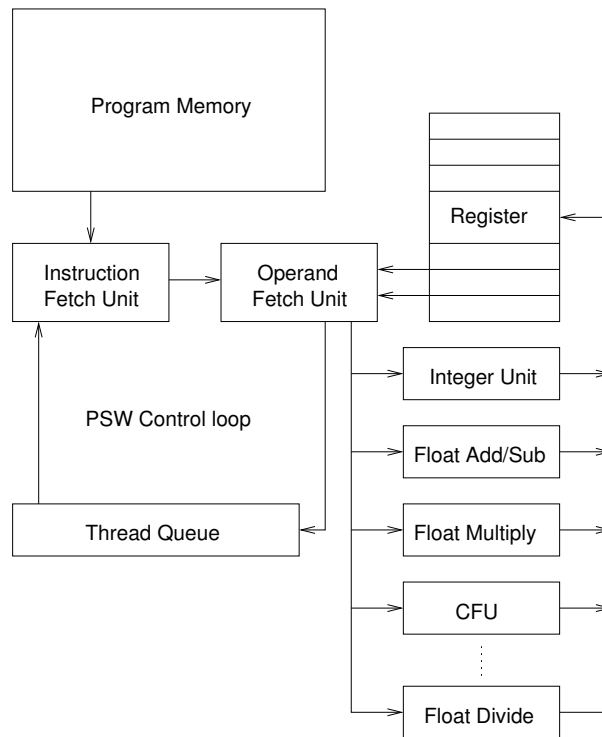 Program Memory
Register
Instruction
Fetch Unit
Operand
Fetch Unit
Integer Unit
PSW Control loop
Float Add/Sub
Thread Queue
Float Multiply
CFU
Float Divide